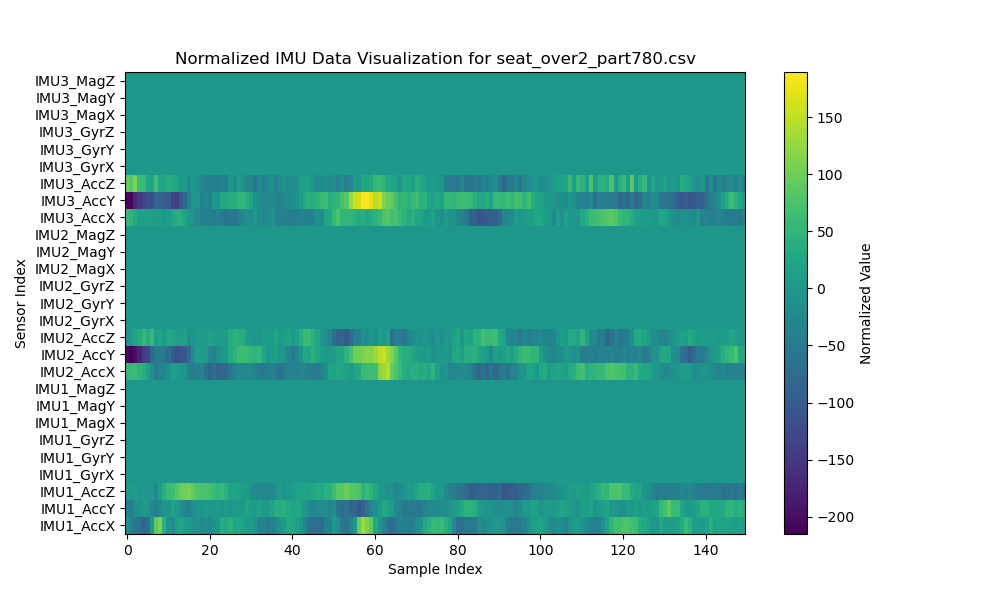 Normalized IMU Data Visualization for seat_over2_part780.csv
IMU3_MagZ
IMU3_MagY
IMU3_MagX
IMU3_GyrZ
IMU3_GyrY
IMU3_GyrX
IMU3_AccZ
IMU3_AccY
IMU3_AccX
IMU2_MagZ
IMU2_MagY
IMU2_MagX
IMU2_GyrZ
IMU2_GyrY
IMU2_GyrX
IMU2_AccZ
IMU2_AccY
IMU2_AccX
IMU1_MagZ
IMU1_MagY
IMU1_MagX
IMU1_GyrZ
IMU1_GyrY
IMU1_GyrX
IMU1_AccZ
IMU1_AccY
IMU1_AccX
Sensor Index
0 20 40 60 80 100 120 140
Sample Index
150
100
50
0
−50
−100
−150
−200
Normalized Value